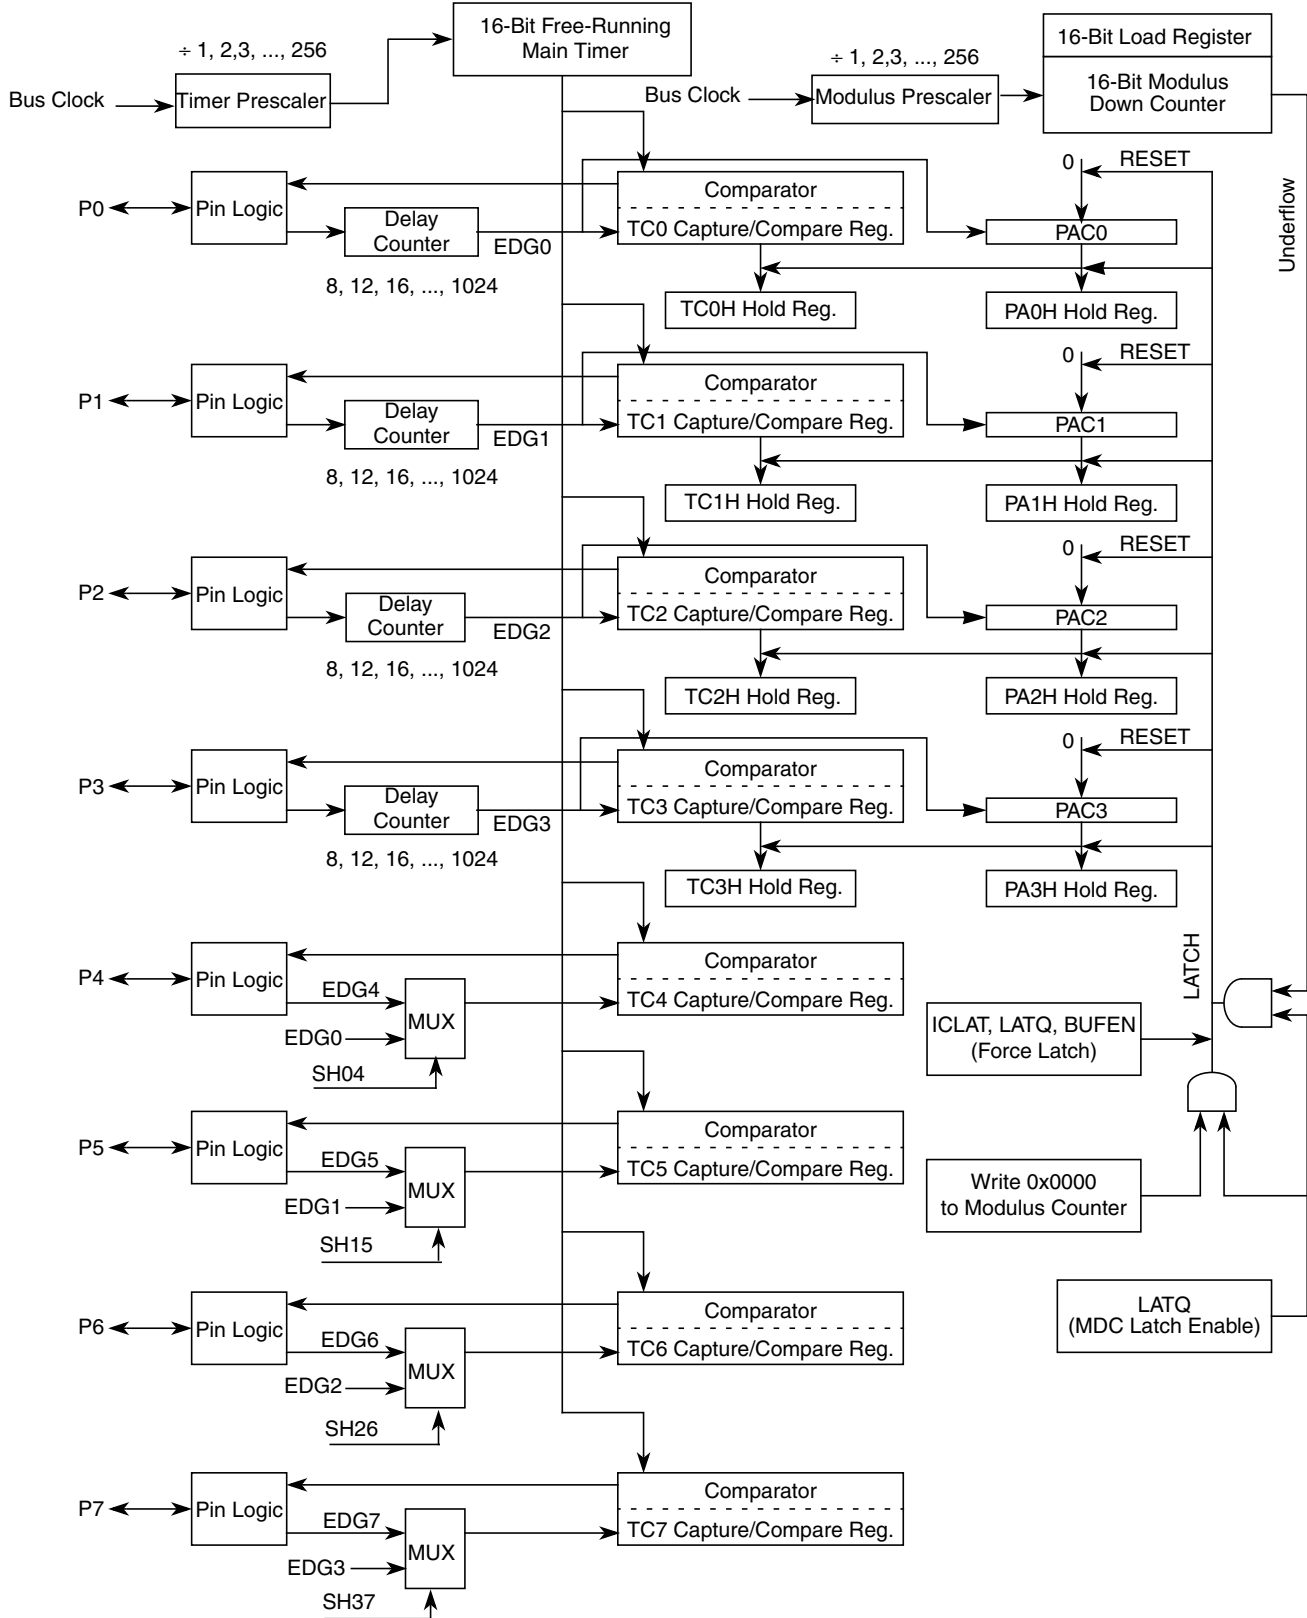 16-Bit Free-Running
Main Timer
÷ 1, 2,3, ..., 256
Bus Clock
Timer Prescaler
÷ 1, 2,3, ..., 256
Bus Clock
Modulus Prescaler
16-Bit Load Register
16-Bit Modulus
Down Counter
Underflow
P0
Pin Logic
Delay
Counter
8, 12, 16, ..., 1024
EDG0
Comparator
TC0 Capture/Compare Reg.
TC0H Hold Reg.
0
RESET
PAC0
PA0H Hold Reg.
P1
Pin Logic
Delay
Counter
8, 12, 16, ..., 1024
EDG1
Comparator
TC1 Capture/Compare Reg.
TC1H Hold Reg.
0
RESET
PAC1
PA1H Hold Reg.
P2
Pin Logic
Delay
Counter
8, 12, 16, ..., 1024
EDG2
Comparator
TC2 Capture/Compare Reg.
TC2H Hold Reg.
0
RESET
PAC2
PA2H Hold Reg.
P3
Pin Logic
Delay
Counter
8, 12, 16, ..., 1024
EDG3
Comparator
TC3 Capture/Compare Reg.
TC3H Hold Reg.
0
RESET
PAC3
PA3H Hold Reg.
P4
Pin Logic
EDG4
EDG0
MUX
SH04
Comparator
TC4 Capture/Compare Reg.
LATCH
ICLAT, LATQ, BUFEN
(Force Latch)
P5
Pin Logic
EDG5
EDG1
MUX
SH15
Comparator
TC5 Capture/Compare Reg.
Write 0x0000
to Modulus Counter
P6
Pin Logic
EDG6
EDG2
MUX
SH26
Comparator
TC6 Capture/Compare Reg.
LATQ
(MDC Latch Enable)
P7
Pin Logic
EDG7
EDG3
MUX
SH37
Comparator
TC7 Capture/Compare Reg.